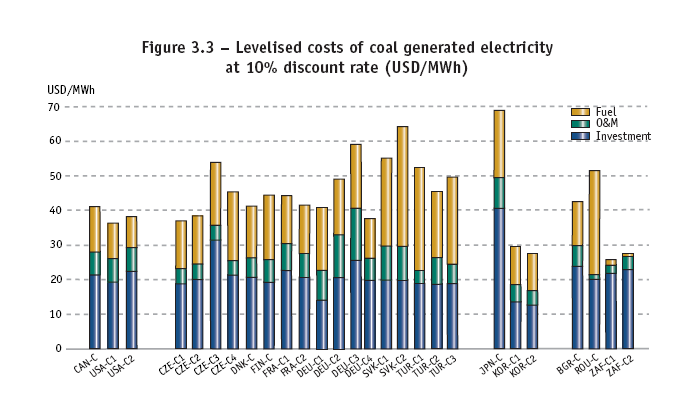 Figure 3.3 – Levelised costs of coal generated electricity
at 10% discount rate (USD/MWh)
USD/MWh
70
60
50
40
30
20
10
0
Fuel
O&M
Investment
CAN-C
USA-C1
USA-C2
CZE-C1
CZE-C2
CZE-C3
CZE-C4
DNK-C
FIN-C
FRA-C1
FRA-C2
DEU-C1
DEU-C2
DEU-C3
DEU-C4
SVK-C1
SVK-C2
TUR-C1
TUR-C2
TUR-C3
JPN-C
KOR-C1
KOR-C2
BGR-C
ROU-C
ZAF-C1
ZAF-C2